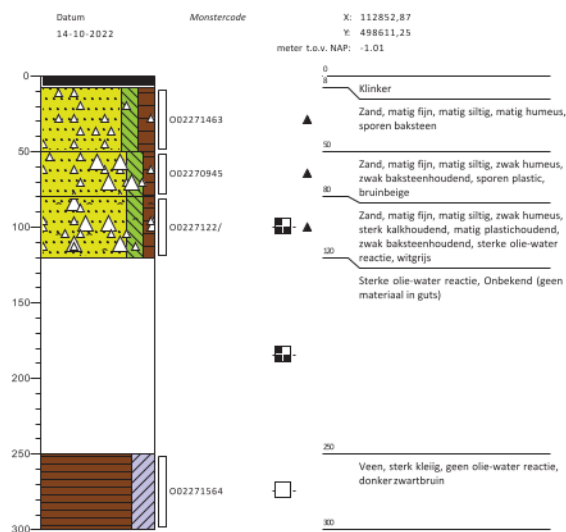 Datum
Monstercode
X: 112852,87
14-10-2022
Y: 498611,25
meter t.o.v. NAP: -1.01
0
0
8
Klinker
O02271463
Zand, matig fijn, matig siltig, matig humeus,
sporen baksteen
50
50
O02270945
Zand, matig fijn, matig siltig, zwak humeus,
zwak baksteenhoudend, sporen plastic,
bruinbeige
80
100
O0227122/
Zand, matig fijn, matig siltig, zwak humeus,
sterk kalkhoudend, matig plastichoudend,
zwak baksteenhoudend, sterke olie-water
reactie, witgrijs
120
Sterke olie-water reactie, Onbekend (geen
materiaal in guts)
150
200
250
250
O02271564
Veen, sterk kleiig, geen olie-water reactie,
donkerzwartbruin
300
300